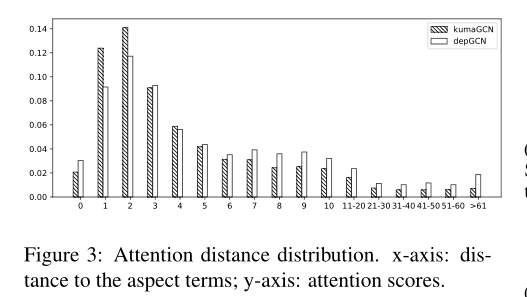 kumaGCN
depGCN
0.14
0.12
0.10
0.08
0.06
0.04
0.02
0.00
0 1 2 3 4 5 6 7 8 9 10 11-20 21-30 31-40 41-50 51-60 >61
Figure 3: Attention distance distribution. x-axis: dis-
tance to the aspect terms; y-axis: attention scores.